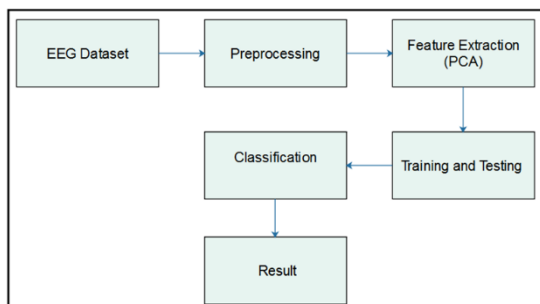 EEG Dataset
Preprocessing
Feature Extraction
(PCA)
Training and Testing
Classification
Result